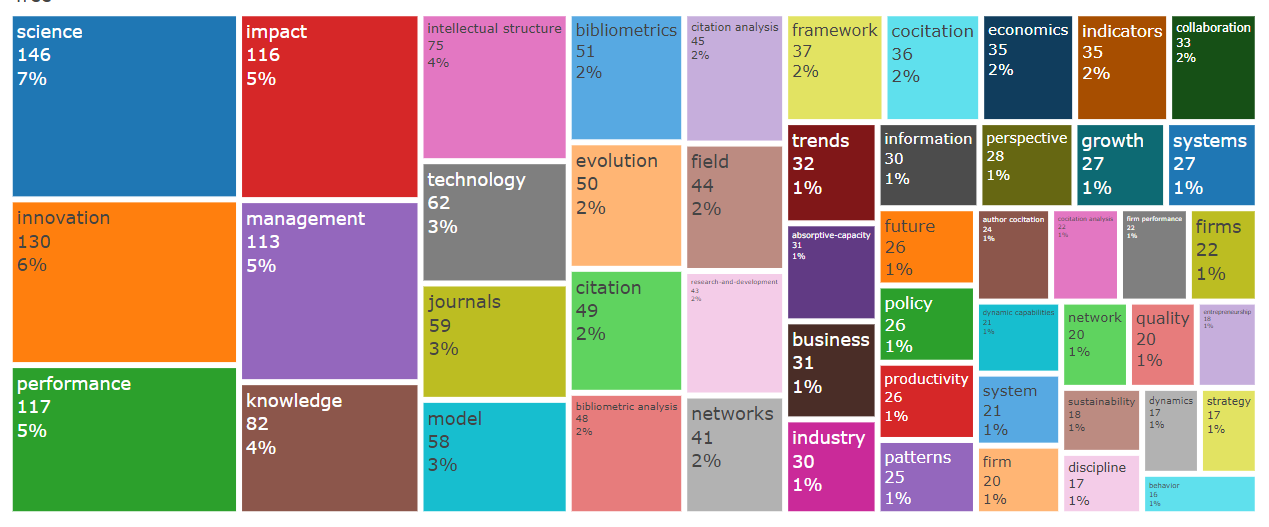 science
146
7%
innovation
130
6%
performance
117
5%
impact
116
5%
management
113
5%
knowledge
82
4%
intellectual structure
75
4%
technology
62
3%
journals
59
3%
model
58
3%
bibliometrics
51
2%
evolution
50
2%
citation
49
2%
bibliometric analysis
48
2%
citation analysis
45
2%
field
44
2%
research-and-development
43
2%
networks
41
2%
framework
37
2%
cocitation
36
2%
economics
35
2%
indicators
35
2%
collaboration
33
2%
trends
32
1%
absorptive-capacity
31
1%
business
31
1%
industry
30
1%
information
30
1%
perspective
28
1%
growth
27
1%
systems
27
1%
future
26
1%
policy
26
1%
productivity
26
1%
patterns
25
1%
author cocitation
24
1%
cocitation analysis
22
1%
firm performance
22
1%
firms
22
1%
dynamic capabilities
21
1%
system
21
1%
firm
20
1%
network
20
1%
quality
20
1%
entrepreneurship
18
1%
sustainability
18
1%
discipline
17
1%
dynamics
17
1%
strategy
17
1%
behavior
16
1%